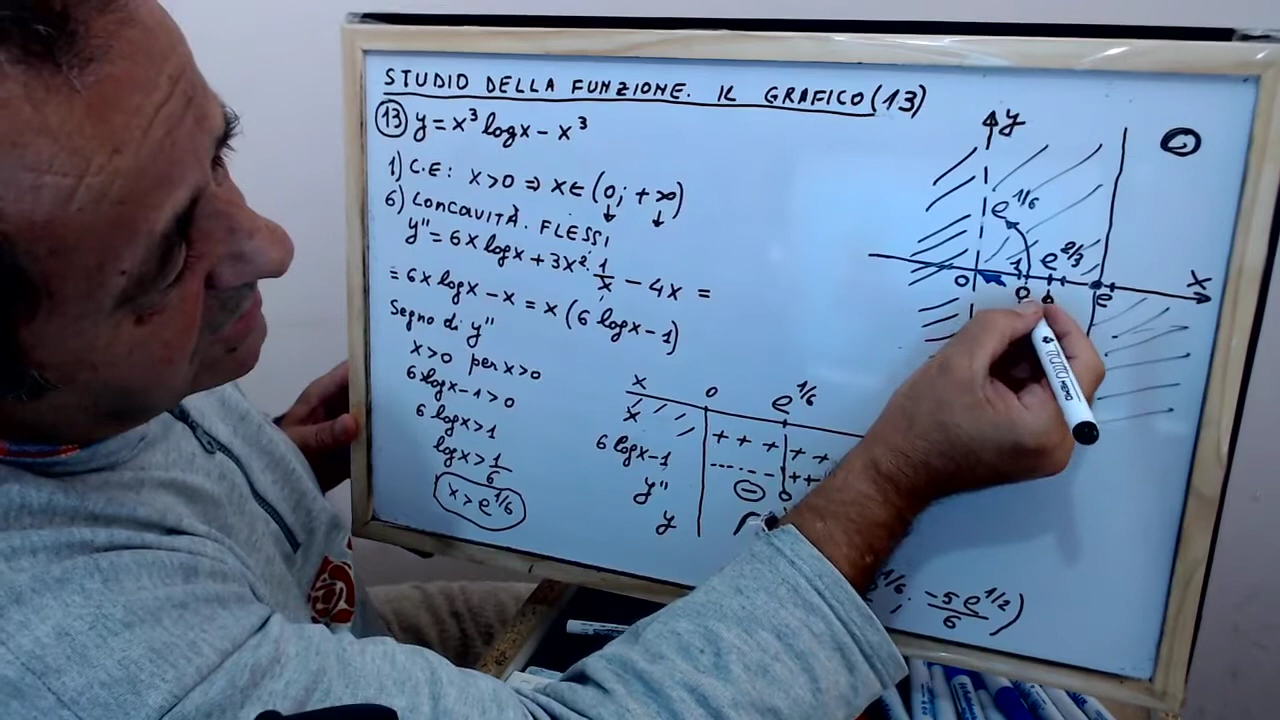 STUDIO DELLA FUNZIONE. IL GRAFICO (13)
13 y = x³ log x - x³
1) C.E: x>0 ⇒ x∈(0; +∞)
6) CONCAVITÀ. FLESSI
y'' = 6x log x + 3x² · 1/x - 4x =
= 6x log x - x = x (6 log x - 1)
Segno di y''
x>0 per x>0
6 log x - 1 > 0
6 log x > 1
log x > 1/6
x > e^1/6
x 0 e^1/6
x + + + + +
6 log x - 1 - - - - - + +
y'' - 0
y
e^1/6 ; -5e^1/2/6)
y
e^1/6
e^2/3
0 1 e x